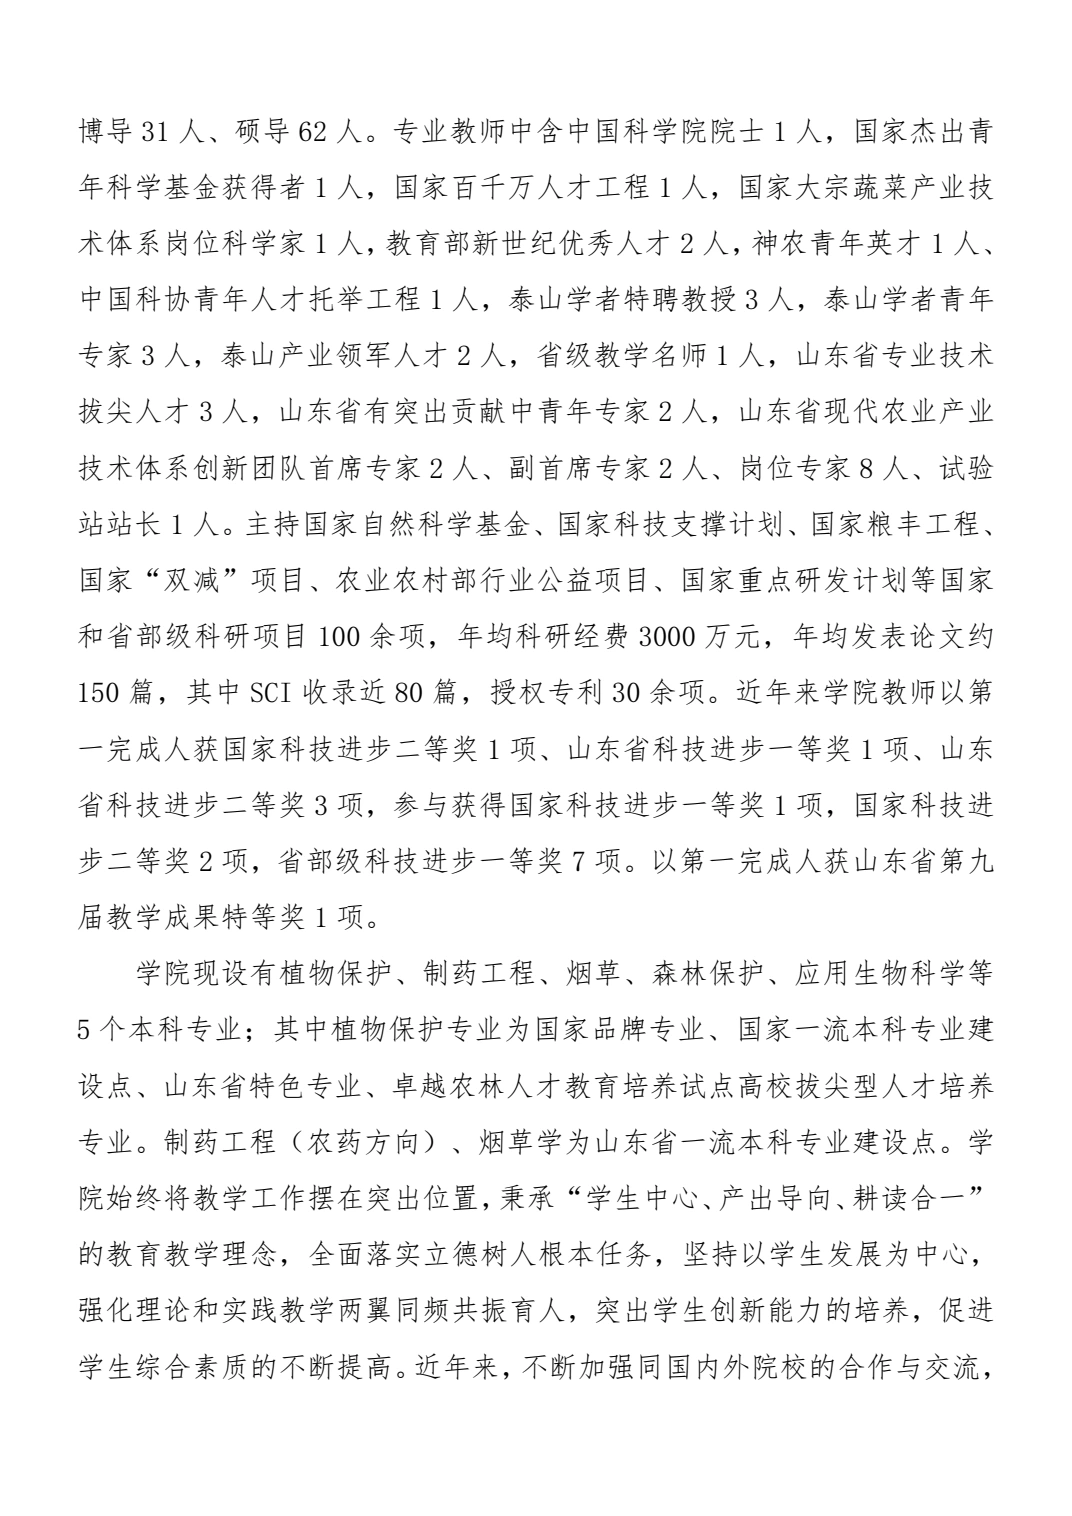 博导 31 人、硕导 62 人。专业教师中含中国科学院院士 1 人，国家杰出青
年科学基金获得者 1 人，国家百千万人才工程 1 人，国家大宗蔬菜产业技
术体系岗位科学家 1 人，教育部新世纪优秀人才 2 人，神农青年英才 1 人、
中国科协青年人才托举工程 1 人，泰山学者特聘教授 3 人，泰山学者青年
专家 3 人，泰山产业领军人才 2 人，省级教学名师 1 人，山东省专业技术
拔尖人才 3 人，山东省有突出贡献中青年专家 2 人，山东省现代农业产业
技术体系创新团队首席专家 2 人、副首席专家 2 人、岗位专家 8 人、试验
站站长 1 人。主持国家自然科学基金、国家科技支撑计划、国家粮丰工程、
国家“双减”项目、农业农村部行业公益项目、国家重点研发计划等国家
和省部级科研项目 100 余项，年均科研经费 3000 万元，年均发表论文约
150 篇，其中 SCI 收录近 80 篇，授权专利 30 余项。近年来学院教师以第
一完成人获国家科技进步二等奖 1 项、山东省科技进步一等奖 1 项、山东
省科技进步二等奖 3 项，参与获得国家科技进步一等奖 1 项，国家科技进
步二等奖 2 项，省部级科技进步一等奖 7 项。以第一完成人获山东省第九
届教学成果特等奖 1 项。
学院现设有植物保护、制药工程、烟草、森林保护、应用生物科学等
5 个本科专业；其中植物保护专业为国家品牌专业、国家一流本科专业建
设点、山东省特色专业、卓越农林人才教育培养试点高校拔尖型人才培养
专业。制药工程（农药方向）、烟草学为山东省一流本科专业建设点。学
院始终将教学工作摆在突出位置，秉承“学生中心、产出导向、耕读合一”
的教育教学理念，全面落实立德树人根本任务，坚持以学生发展为中心，
强化理论和实践教学两翼同频共振育人，突出学生创新能力的培养，促进
学生综合素质的不断提高。近年来，不断加强同国内外院校的合作与交流，